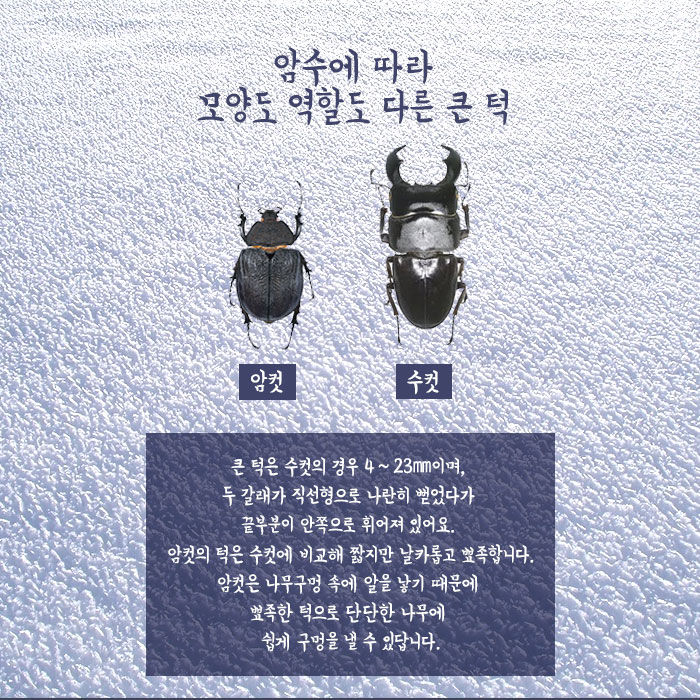 암수에 따라
모양도 역할도 다른 큰 턱
암컷
수컷
큰 턱은 수컷의 경우 4 ~ 23㎜이며,
두 갈래가 직선형으로 나란히 뻗었다가
끝부분이 안쪽으로 휘어져 있어요.
암컷의 턱은 수컷에 비교해 짧지만 날카롭고 뾰족합니다.
암컷은 나무구멍 속에 알을 낳기 때문에
뾰족한 턱으로 단단한 나무에
쉽게 구멍을 낼 수 있답니다.